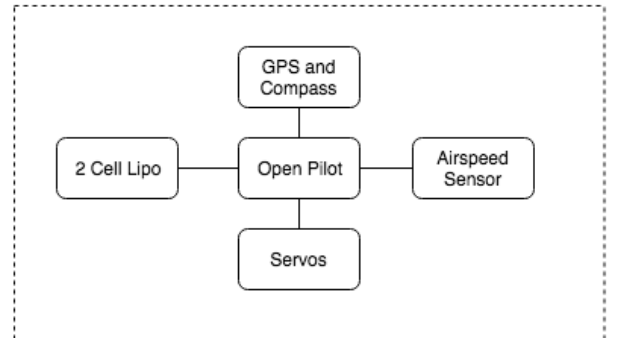 GPS and
Compass
2 Cell Lipo
Open Pilot
Airspeed
Sensor
Servos